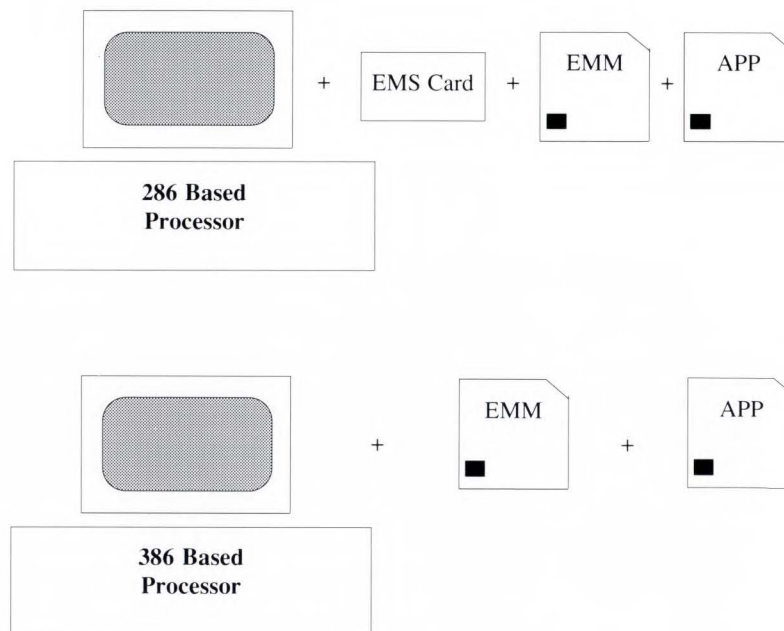 + EMS Card + EMM + APP
286 Based
Processor
+ EMM + APP
386 Based
Processor